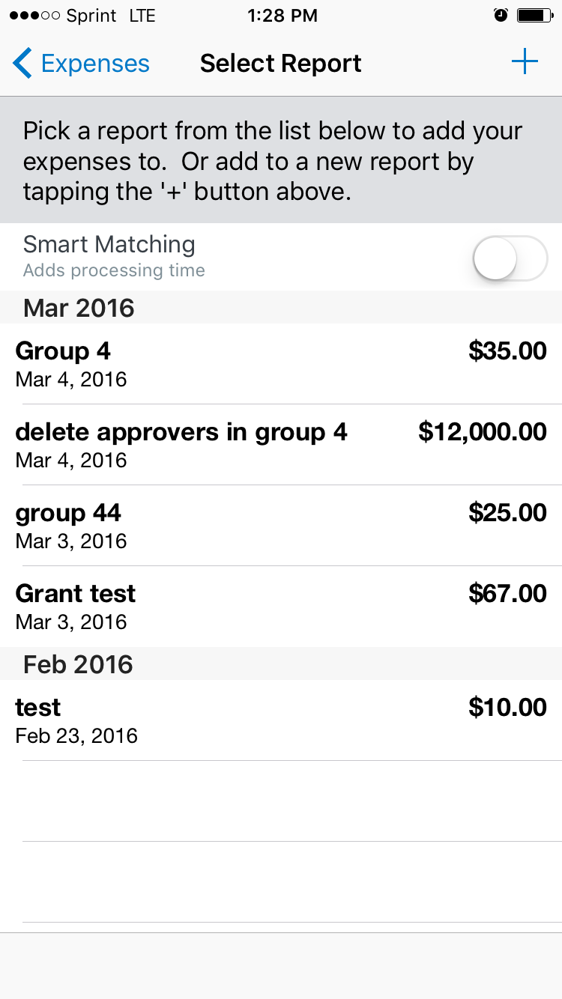 Sprint LTE 1:28 PM
Expenses Select Report +
Pick a report from the list below to add your
expenses to.  Or add to a new report by
tapping the '+' button above.
Smart Matching
Adds processing time
Mar 2016
Group 4 $35.00
Mar 4, 2016
delete approvers in group 4 $12,000.00
Mar 4, 2016
group 44 $25.00
Mar 3, 2016
Grant test $67.00
Mar 3, 2016
Feb 2016
test $10.00
Feb 23, 2016